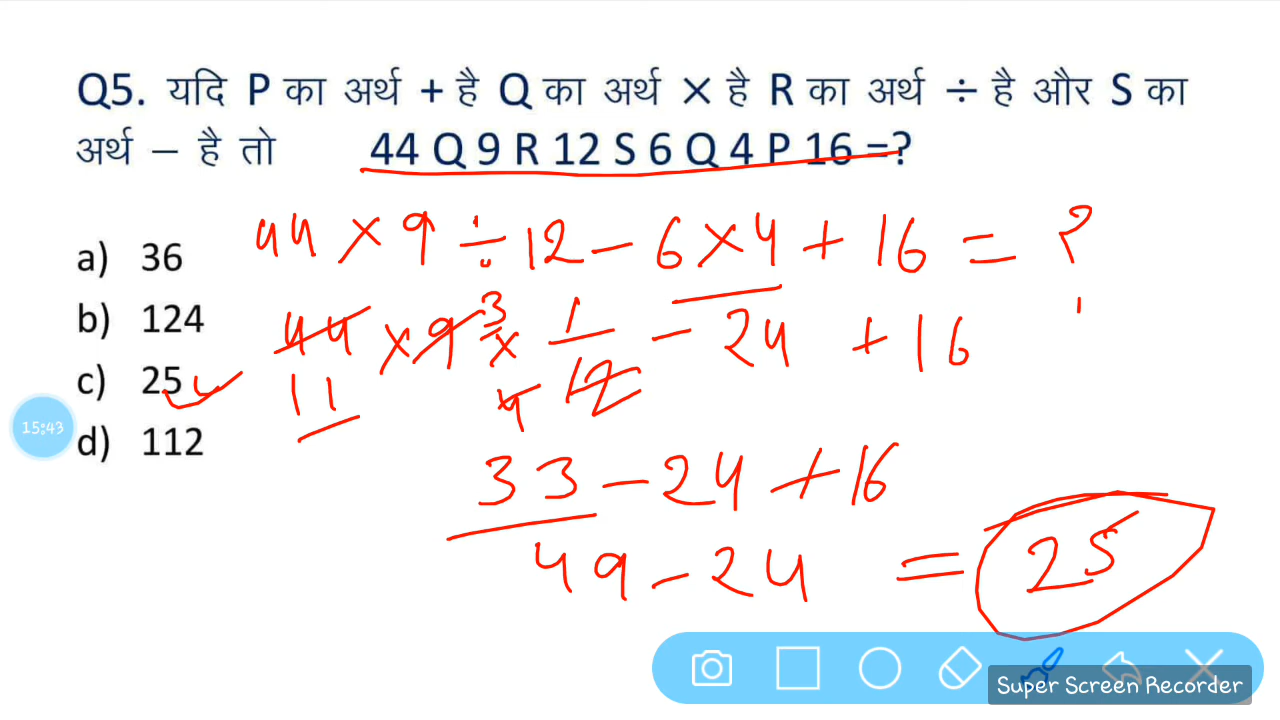 Q5. यदि P का अर्थ + है Q का अर्थ × है R का अर्थ ÷ है और S का
अर्थ – है तो 44 Q 9 R 12 S 6 Q 4 P 16 =?
44 × 9 ÷ 12 – 6 × 4 + 16 = ?
a) 36
b) 124
44 × 9 3 × 1/12 – 24 + 16
c) 25
11 4
15:43
d) 112
33 – 24 + 16
49 – 24 = 25
Super Screen Recorder